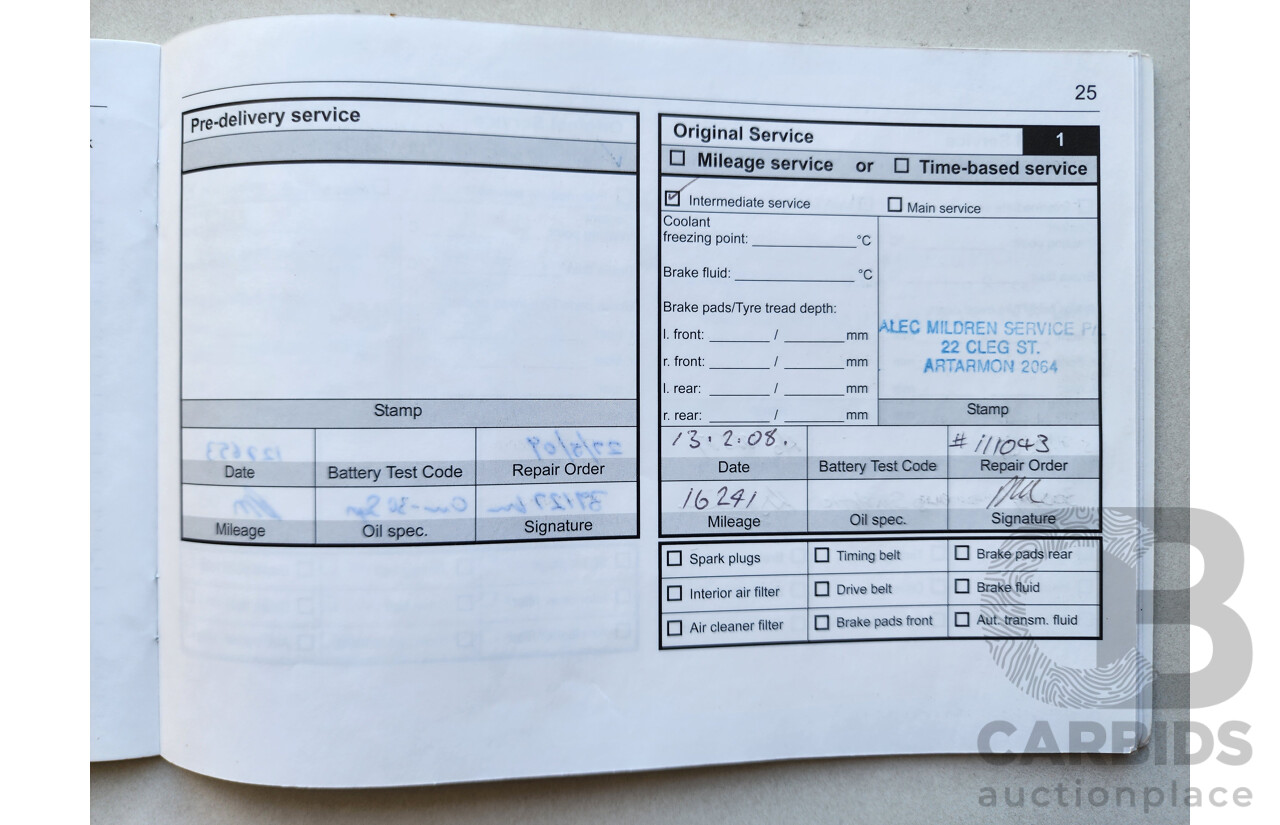 25
Pre-delivery service
Stamp
Date
Battery Test Code
Repair Order
Mileage
Oil spec.
Signature
Original Service 1
Mileage service or Time-based service
Intermediate service
Main service
Coolant
freezing point: °C
Brake fluid: °C
Brake pads/Tyre tread depth:
l. front: / mm
r. front: / mm
l. rear: / mm
r. rear: / mm
ALEC MILDREN SERVICE
22 CLEG ST.
ARTARMON 2064
Stamp
13.2.08. # 111043
Date Battery Test Code Repair Order
16241
Mileage Oil spec. Signature
Spark plugs Timing belt Brake pads rear
Interior air filter Drive belt Brake fluid
Air cleaner filter Brake pads front Aut. transm. fluid
CARBIDS
auctionplace